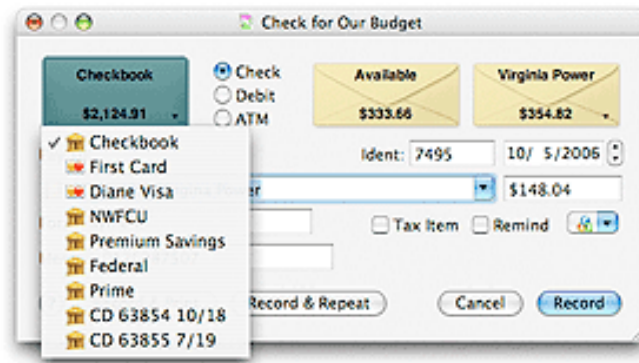 Check for Our Budget
Checkbook
$2,124.91
Check
Debit
ATM
Available
$333.66
Virginia Power
$354.82
Checkbook
First Card
Diane Visa
NWFCU
Premium Savings
Federal
Prime
CD 63854 10/18
CD 63855 7/19
Ident: 7495
10/ 5/2006
$148.04
Tax Item
Remind
Record & Repeat
Cancel
Record